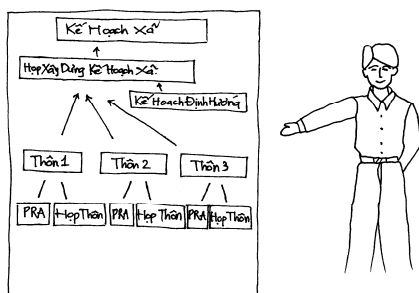 Kế Hoạch Xã
Họp Xây Dựng Kế Hoạch Xã
Kế Hoạch Định Hướng
Thôn 1 Thôn 2 Thôn 3
PRA Họp Thôn PRA Họp Thôn PRA Họp Thôn